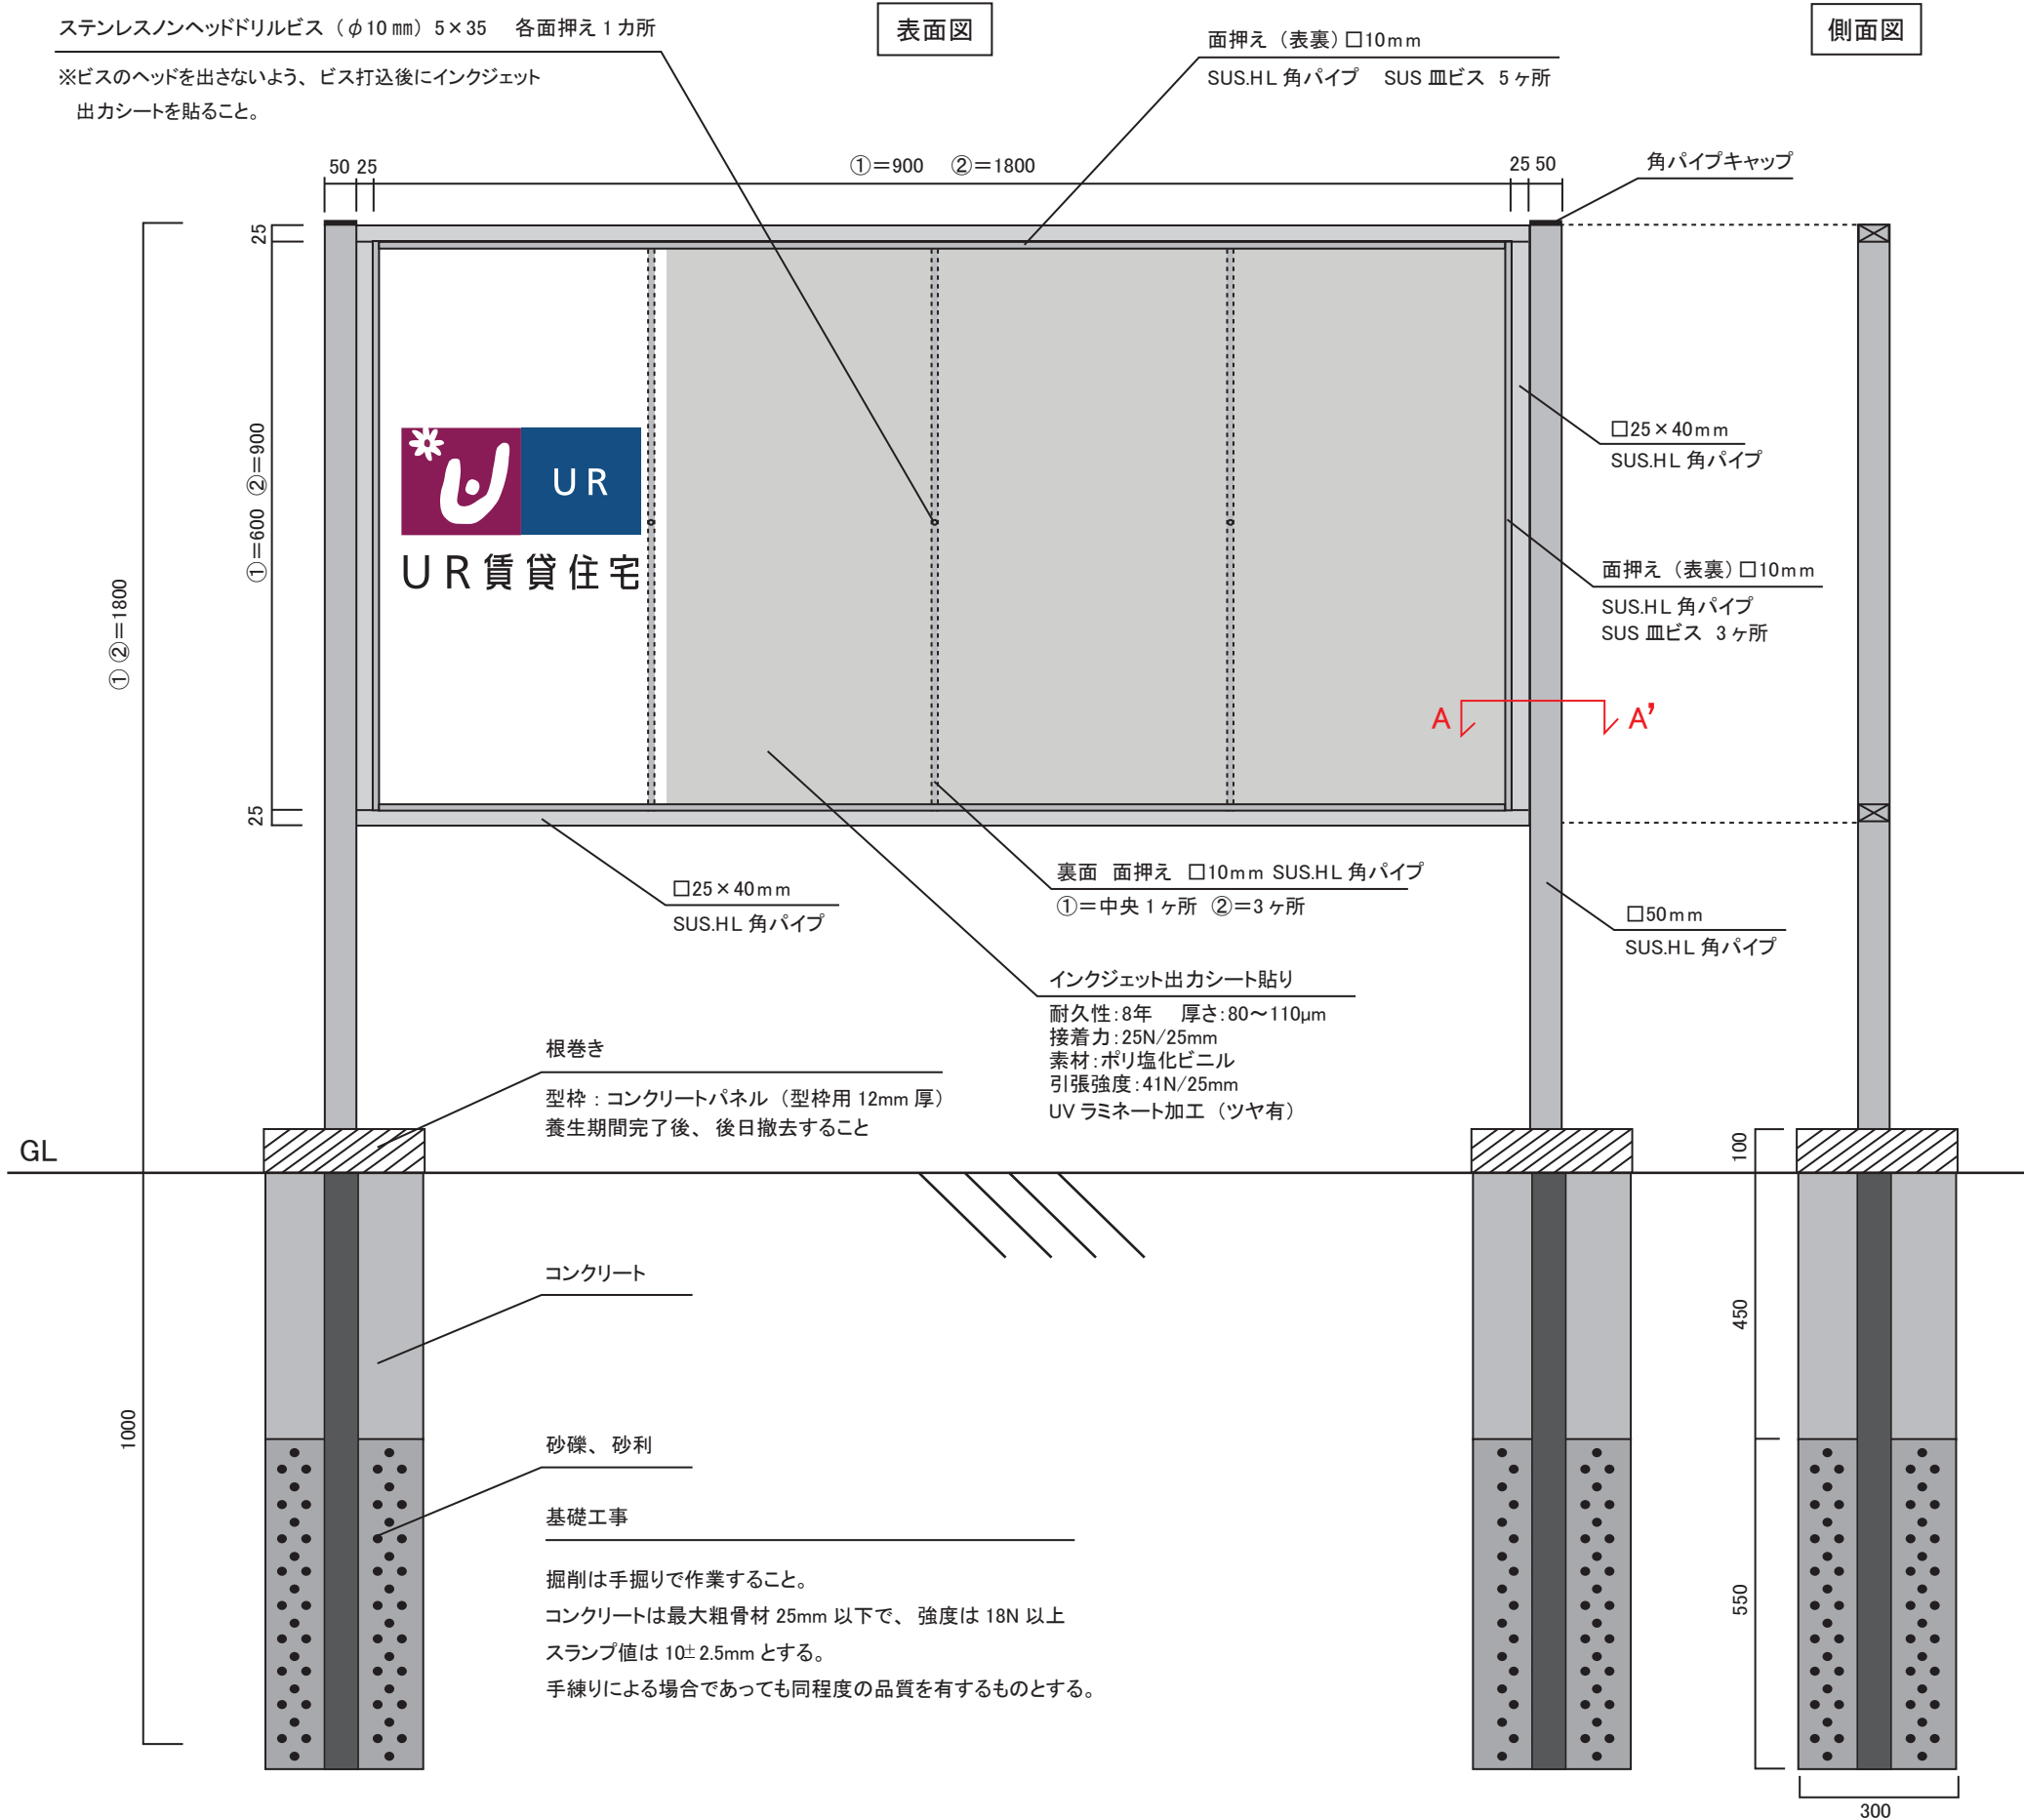 ステンレスノンヘッドドリルビス（φ10㎜）5×35　各面押え1カ所
※ビスのヘッドを出さないよう、ビス打込後にインクジェット
出力シートを貼ること。
表面図
側面図
面押え（表裏）□10mm
SUS.HL 角パイプ　SUS 皿ビス 5ヶ所
50 25
①＝900　②＝1800
25 50
角パイプキャップ
25
①＝600 ②＝900
25
①②＝1800
UR
UR賃貸住宅
□25×40mm
SUS.HL 角パイプ
面押え（表裏）□10mm
SUS.HL 角パイプ
SUS 皿ビス 3ヶ所
A A'
□25×40mm
SUS.HL 角パイプ
裏面 面押え □10mm SUS.HL 角パイプ
①＝中央1ヶ所 ②＝3ヶ所
□50mm
SUS.HL 角パイプ
インクジェット出力シート貼り
耐久性：8年　厚さ：80～110μm
接着力：25N/25mm
素材：ポリ塩化ビニル
引張強度：41N/25mm
UVラミネート加工（ツヤ有）
根巻き
型枠：コンクリートパネル（型枠用12mm厚）
養生期間完了後、後日撤去すること
GL
100
コンクリート
450
1000
砂礫、砂利
基礎工事
掘削は手掘りで作業すること。
コンクリートは最大粗骨材25mm以下で、強度は18N以上
スランプ値は10±2.5mmとする。
手練りによる場合であっても同程度の品質を有するものとする。
550
300